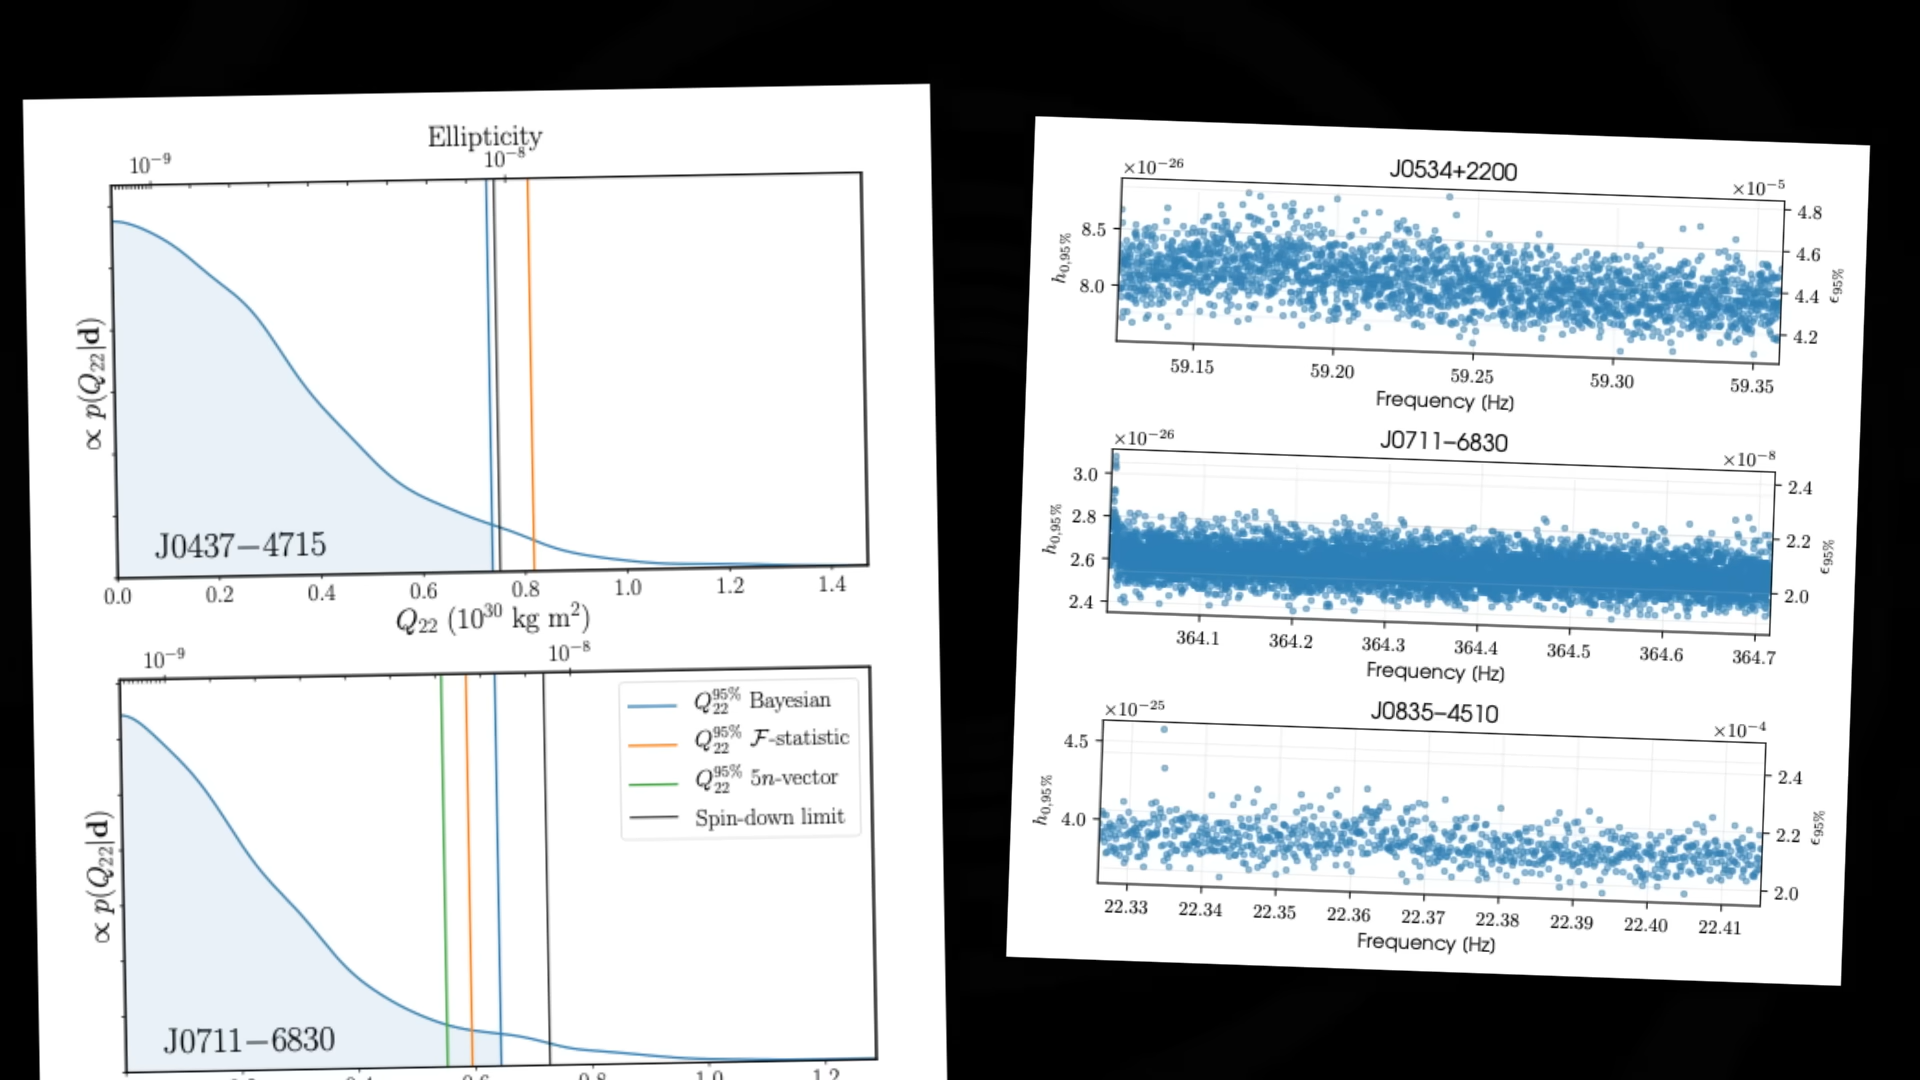 Ellipticity
10⁻⁹ 10⁻⁸
∝ p(Q₂₂|d)
J0437−4715
0.0 0.2 0.4 0.6 0.8 1.0 1.2 1.4
Q₂₂ (10³⁰ kg m²)
10⁻⁹ 10⁻⁸
∝ p(Q₂₂|d)
Q₂₂^95% Bayesian
Q₂₂^95% ℱ-statistic
Q₂₂^95% 5n-vector
Spin-down limit
J0711−6830
0.6 0.8 1.0 1.2
J0534+2200
×10⁻²⁶ ×10⁻⁵
h₀,₉₅%
8.5
8.0
4.8
4.6
4.4
4.2
ϵ₉₅%
59.15 59.20 59.25 59.30 59.35
Frequency (Hz)
J0711−6830
×10⁻²⁶ ×10⁻⁸
h₀,₉₅%
3.0
2.8
2.6
2.4
2.4
2.2
2.0
ϵ₉₅%
364.1 364.2 364.3 364.4 364.5 364.6 364.7
Frequency (Hz)
J0835−4510
×10⁻²⁵ ×10⁻⁴
h₀,₉₅%
4.5
4.0
2.4
2.2
2.0
ϵ₉₅%
22.33 22.34 22.35 22.36 22.37 22.38 22.39 22.40 22.41
Frequency (Hz)